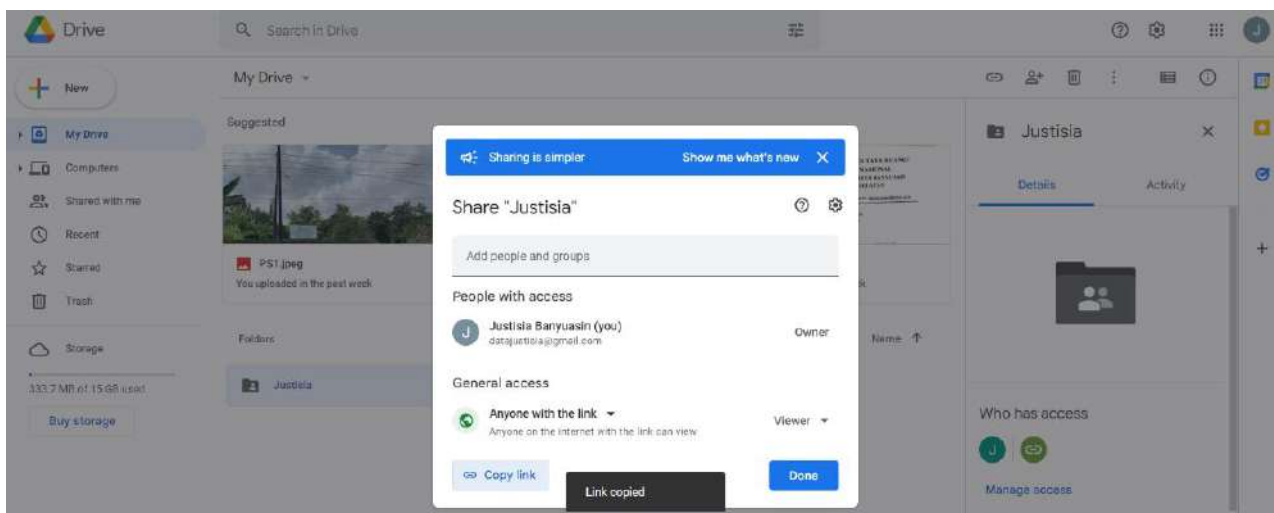 Drive
Search in Drive
New
My Drive
Computers
Shared with me
Recent
Starred
Trash
Storage
333.7 MB of 15 GB used
Buy storage
My Drive
Suggested
PS1.jpeg
You uploaded in the past week
Folders
Name
Justisia
Sharing is simpler
Show me what's new
Share "Justisia"
Add people and groups
People with access
J
Justisia Banyuasin (you)
Owner
datajustisia@gmail.com
General access
Anyone with the link
Viewer
Anyone on the internet with the link can view
Copy link
Done
Link copied
J
Justisia
Details
Activity
Who has access
J
Manage access